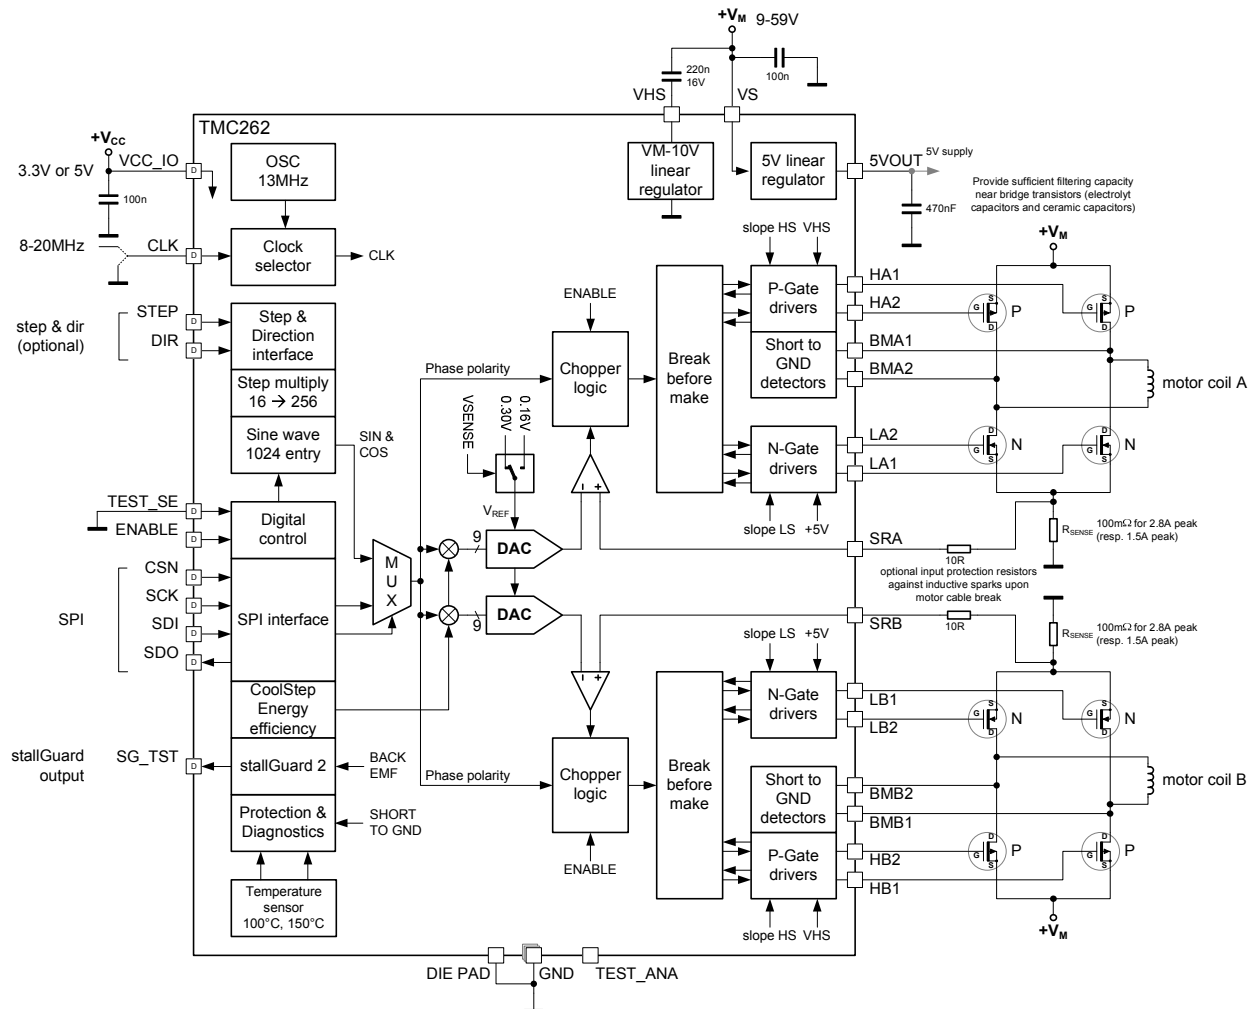 +VM
9-59V
220n
16V
100n
VHS
VS
TMC262
+VCC
3.3V or 5V
VCC_IO
D
100n
OSC
13MHz
VM-10V
linear
regulator
5V linear
regulator
5VOUT
5V supply
470nF
Provide sufficient filtering capacity
near bridge transistors (electrolyt
capacitors and ceramic capacitors)
8-20MHz
CLK
D
Clock
selector
CLK
slope HS
VHS
+VM
step & dir
(optional)
STEP
D
DIR
D
Step &
Direction
interface
ENABLE
Chopper
logic
Break
before
make
P-Gate
drivers
HA1
HA2
G
S
D
P
G
S
D
P
Short to
GND
detectors
BMA1
BMA2
motor coil A
Step multiply
16 → 256
Phase polarity
Sine wave
1024 entry
SIN &
COS
VSENSE
0.30V
0.16V
VREF
N-Gate
drivers
LA2
LA1
G
D
S
N
G
D
S
N
slope LS
+5V
TEST_SE
D
ENABLE
D
Digital
control
M
U
X
9
DAC
- +
SRA
10R
RSENSE
100mΩ for 2.8A peak
(resp. 1.5A peak)
optional input protection resistors
against inductive sparks upon
motor cable break
SPI
CSN
D
SCK
D
SDI
D
SDO
D
SPI interface
9
DAC
- +
SRB
10R
RSENSE
100mΩ for 2.8A peak
(resp. 1.5A peak)
slope LS
+5V
CoolStep
Energy
efficiency
N-Gate
drivers
LB1
LB2
G
S
D
N
G
S
D
N
stallGuard
output
SG_TST
D
stallGuard 2
BACK
EMF
Phase polarity
Chopper
logic
ENABLE
Break
before
make
Short to
GND
detectors
BMB2
BMB1
motor coil B
Protection &
Diagnostics
SHORT
TO GND
P-Gate
drivers
HB2
HB1
G
D
S
P
G
D
S
P
Temperature
sensor
100°C, 150°C
slope HS
VHS
+VM
DIE PAD
GND
TEST_ANA